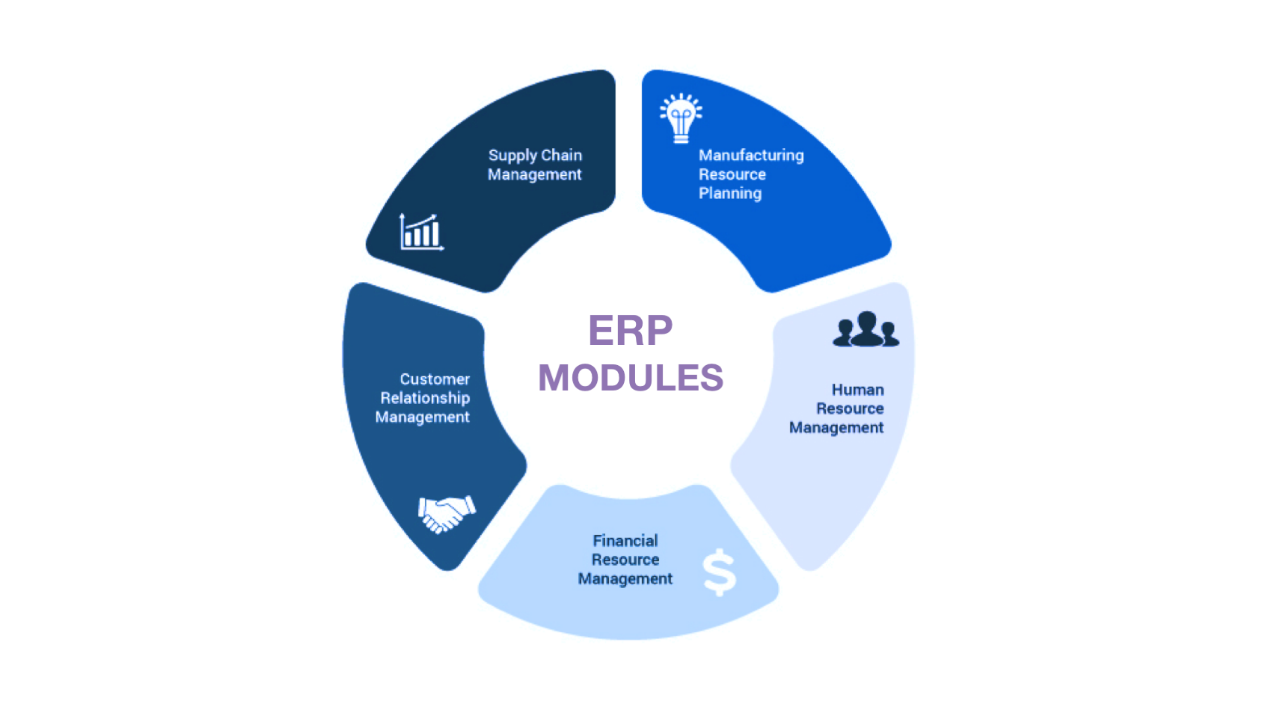 Supply Chain
Management
Manufacturing
Resource
Planning
ERP
MODULES
Customer
Relationship
Management
Human
Resource
Management
Financial
Resource
Management
$